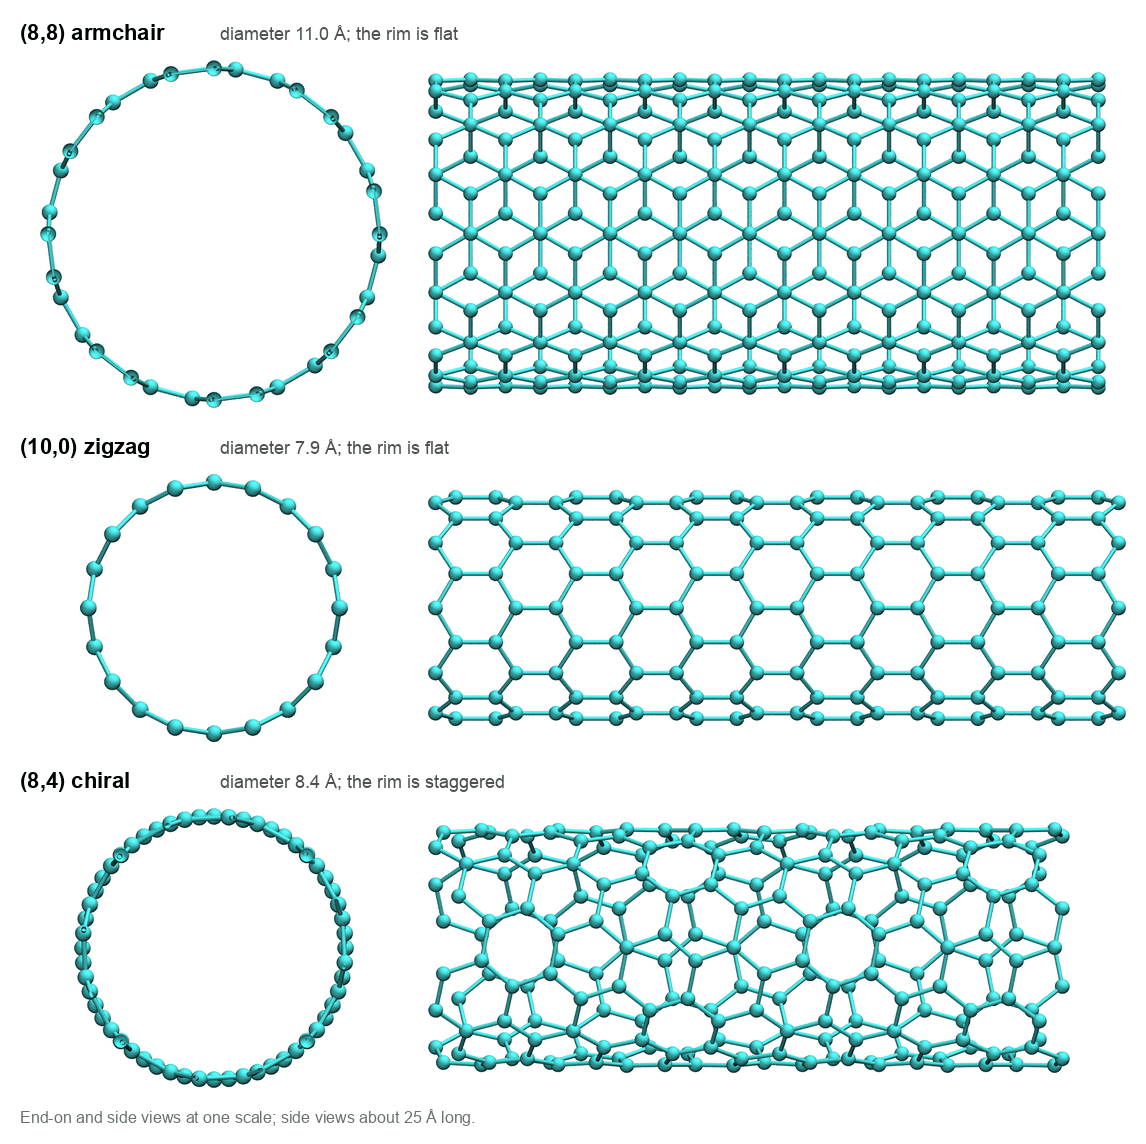 (8,8) armchair diameter 11.0 Å; the rim is flat
(10,0) zigzag diameter 7.9 Å; the rim is flat
(8,4) chiral diameter 8.4 Å; the rim is staggered
End-on and side views at one scale; side views about 25 Å long.